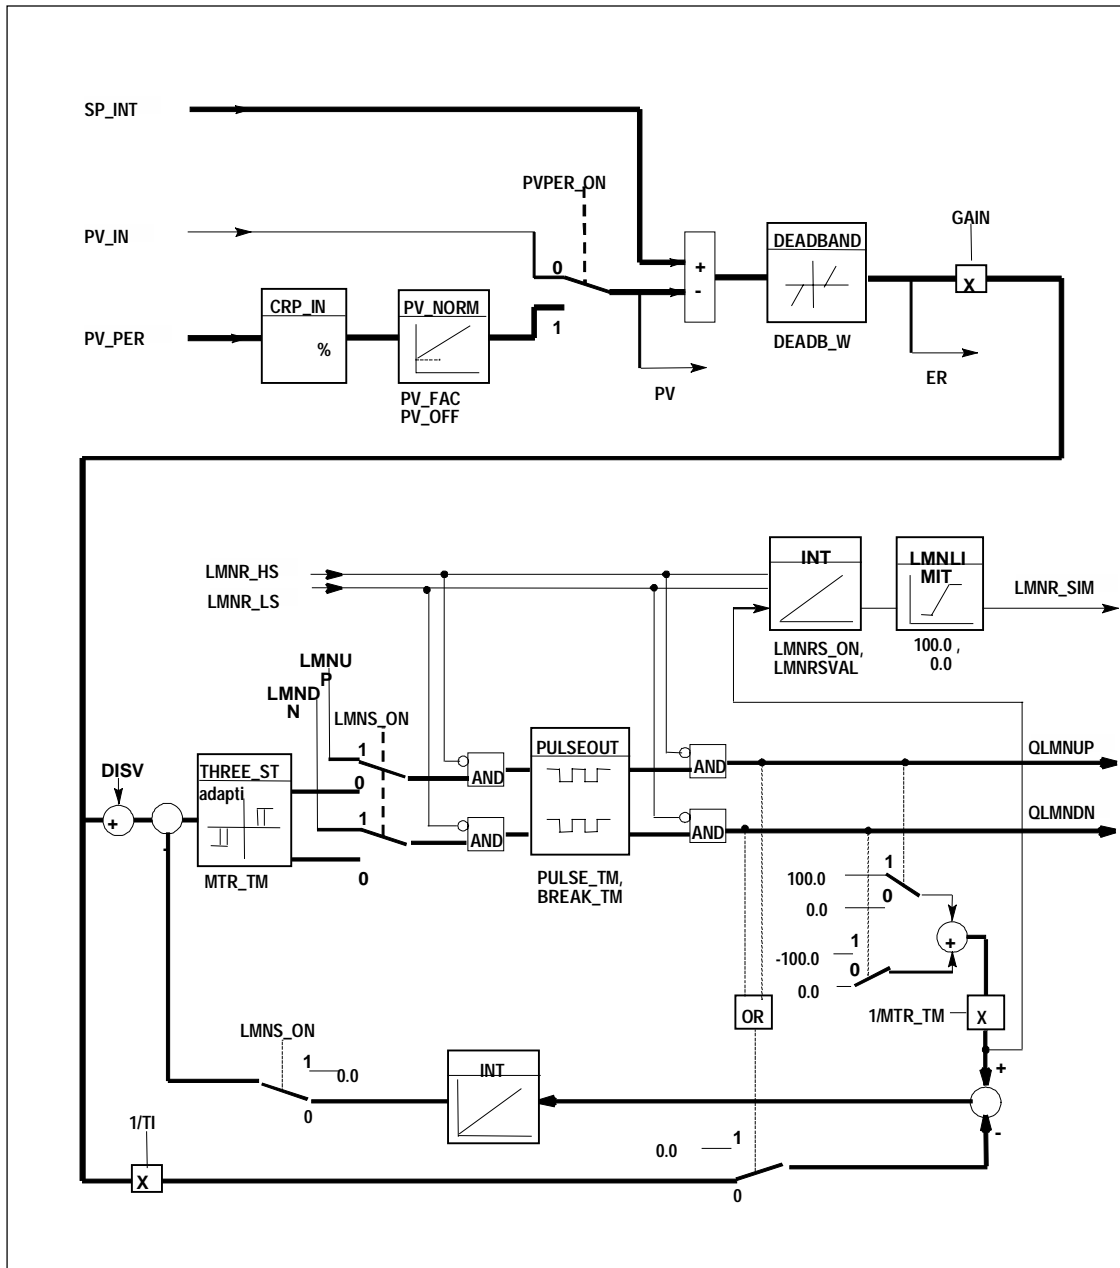 SP_INT
PVPER_ON
GAIN
PV_IN
DEADBAND
+
-
0
X
CRP_IN
PV_NORM
PV_PER
%
1
DEADB_W
ER
PV
PV_FAC
PV_OFF
INT
LMNLI
MIT
LMNR_HS
LMNR_LS
LMNR_SIM
LMNRS_ON,
LMNRSVAL
100.0 ,
0.0
LMNU
P
LMND
N
LMNS_ON
1
0
1
0
DISV
+
-
THREE_ST
adapti
MTR_TM
AND
AND
PULSEOUT
PULSE_TM,
BREAK_TM
AND
AND
QLMNUP
QLMNDN
100.0
1
0
0.0
-100.0
1
0
0.0
+
OR
1/MTR_TM
X
+
-
LMNS_ON
1
0.0
0
INT
1/TI
X
0.0
1
0